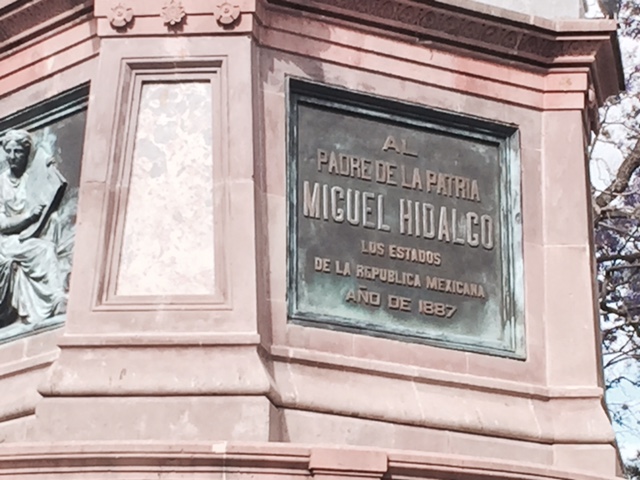 AL
PADRE DE LA PATRIA
MIGUEL HIDALGO
LOS ESTADOS
DE LA REPUBLICA MEXICANA
AÑO DE 1887